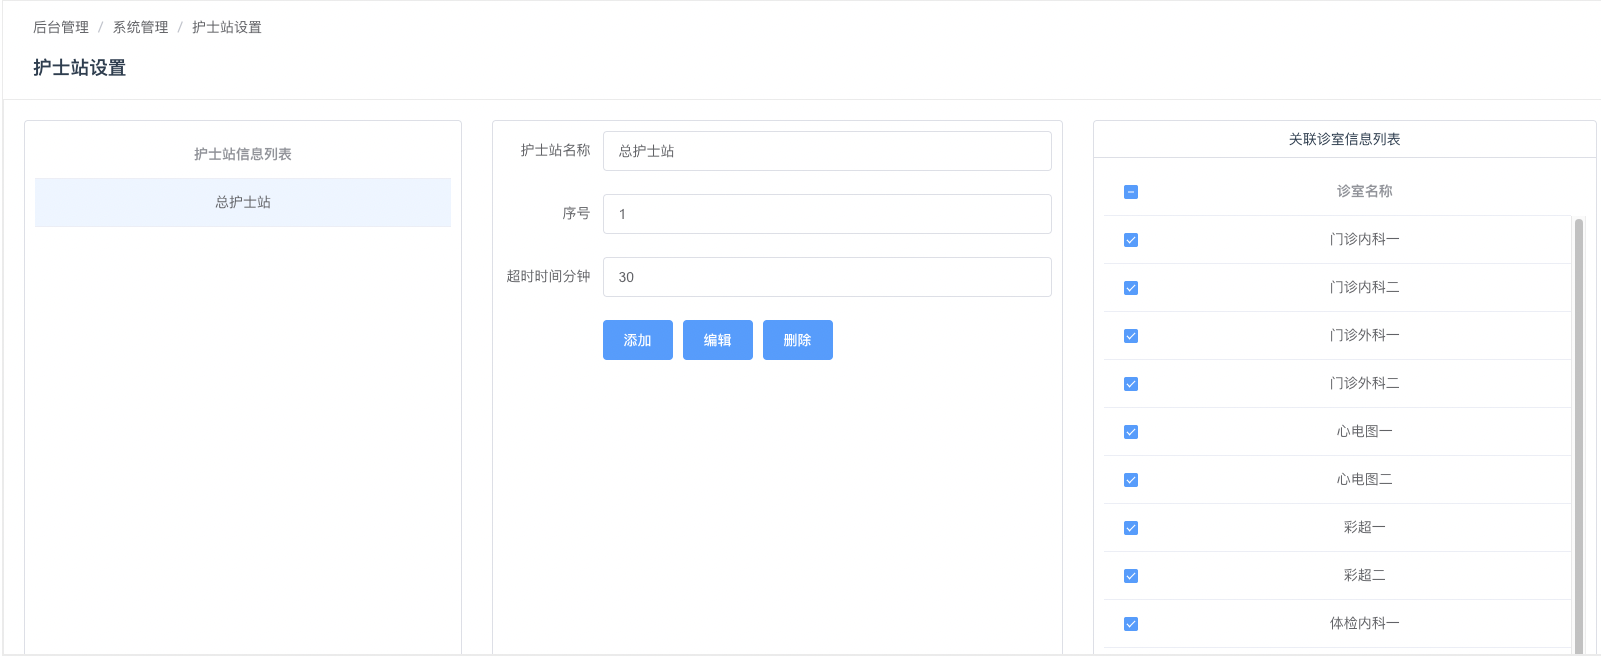 后台管理 / 系统管理 / 护士站设置
护士站设置
护士站信息列表
总护士站
护士站名称 总护士站
序号 1
超时时间分钟 30
添加 编辑 删除
关联诊室信息列表
诊室名称
门诊内科一
门诊内科二
门诊外科一
门诊外科二
心电图一
心电图二
彩超一
彩超二
体检内科一